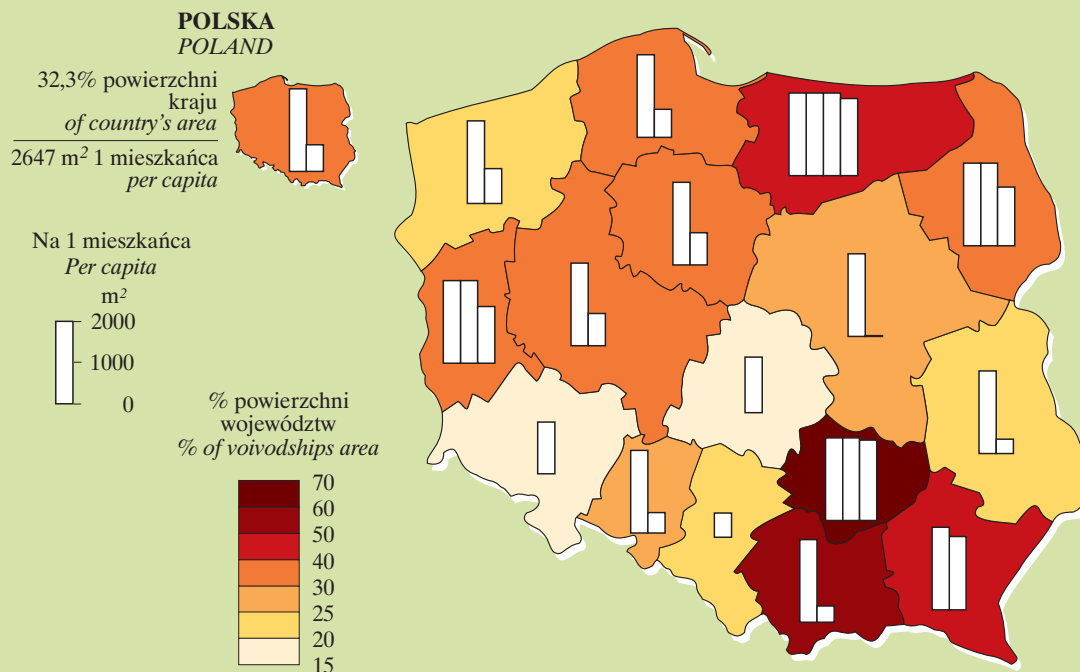 POLSKA
POLAND
32,3% powierzchni
kraju
of country's area
2647 m² 1 mieszkańca
per capita
Na 1 mieszkańca
Per capita
m²
2000
1000
0
% powierzchni
województw
% of voivodships area
70
60
50
40
30
25
20
15